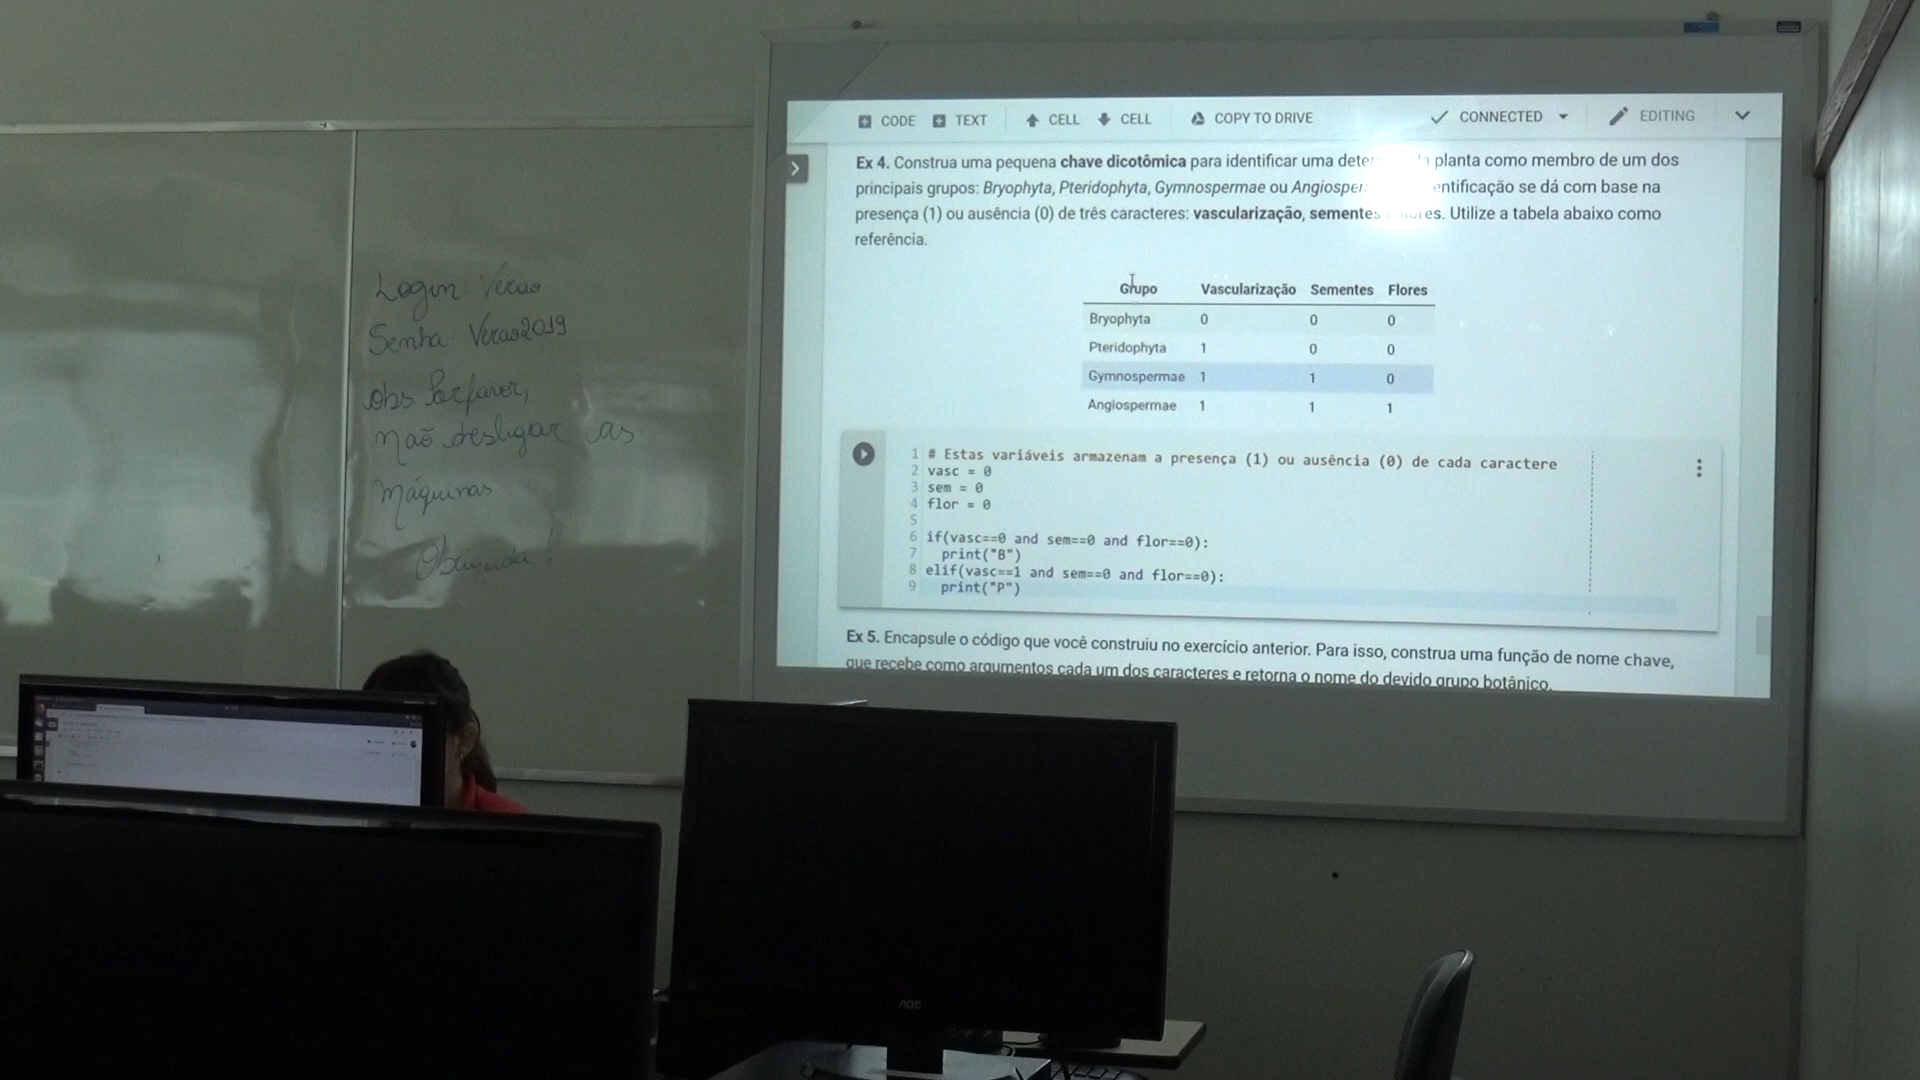 Login: Verao
Senha: Verao2019
obs. Por favor,
não desligar as
máquinas
Obrigada!
CODE TEXT CELL CELL COPY TO DRIVE CONNECTED EDITING
Ex 4. Construa uma pequena chave dicotômica para identificar uma planta como membro de um dos
principais grupos: Bryophyta, Pteridophyta, Gymnospermae ou se dá com base na
presença (1) ou ausência (0) de três caracteres: vascularização, sementes Utilize a tabela abaixo como
referência.
Grupo Vascularização Sementes Flores
Bryophyta 0 0 0
Pteridophyta 1 0 0
Gymnospermae 1 1 0
Angiospermae 1 1 1
1 # Estas variáveis armazenam a presença (1) ou ausência (0) de cada caractere
2 vasc = 0
3 sem = 0
4 flor = 0
5
6 if(vasc==0 and sem==0 and flor==0):
7 print("B")
8 elif(vasc==1 and sem==0 and flor==0):
9 print("P")
Ex 5. Encapsule o código que você construiu no exercício anterior. Para isso, construa uma função de nome chave,
que recebe como argumentos cada um dos caracteres e retorna o nome do devido grupo botânico.
AOC